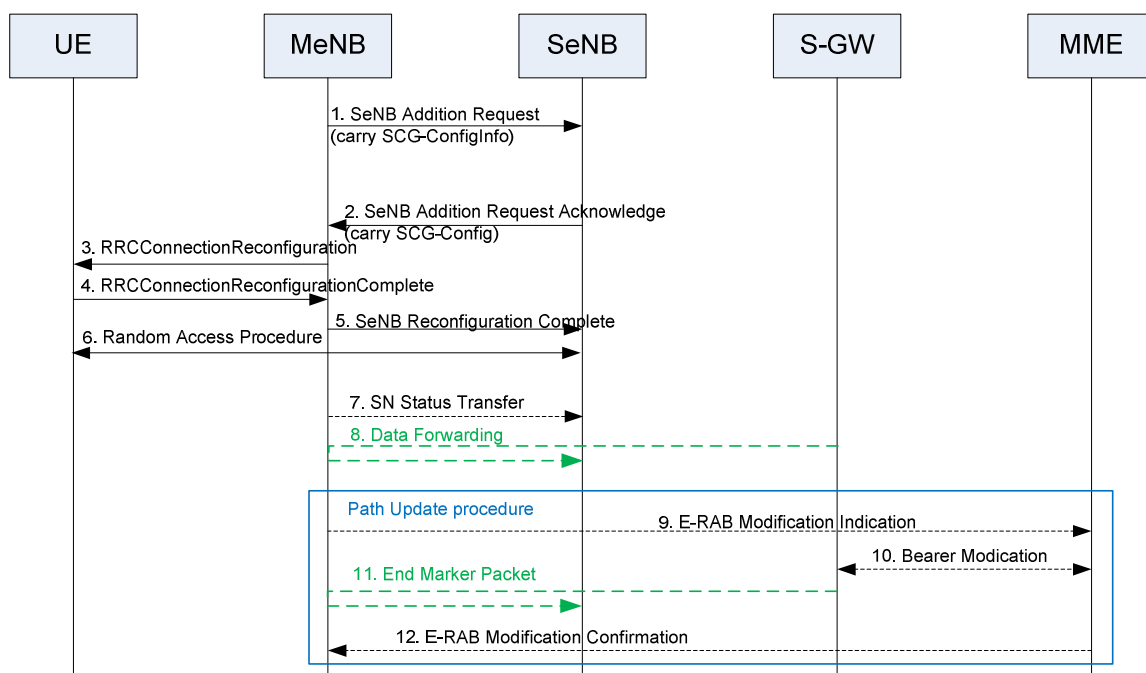 UE
MeNB
SeNB
S-GW
MME
1. SeNB Addition Request
(carry SCG-ConfigInfo)
2. SeNB Addition Request Acknowledge
(carry SCG-Config)
3. RRCConnectionReconfiguration
4. RRCConnectionReconfigurationComplete
5. SeNB Reconfiguration Complete
6. Random Access Procedure
7. SN Status Transfer
8. Data Forwarding
Path Update procedure
9. E-RAB Modification Indication
10. Bearer Modication
11. End Marker Packet
12. E-RAB Modification Confirmation